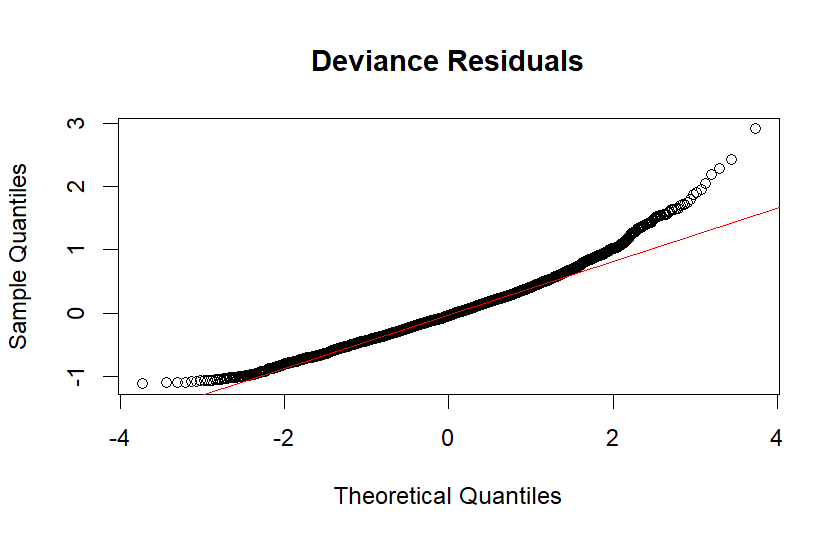 Deviance Residuals
Sample Quantiles
3
2
1
0
-1
-4 -2 0 2 4
Theoretical Quantiles